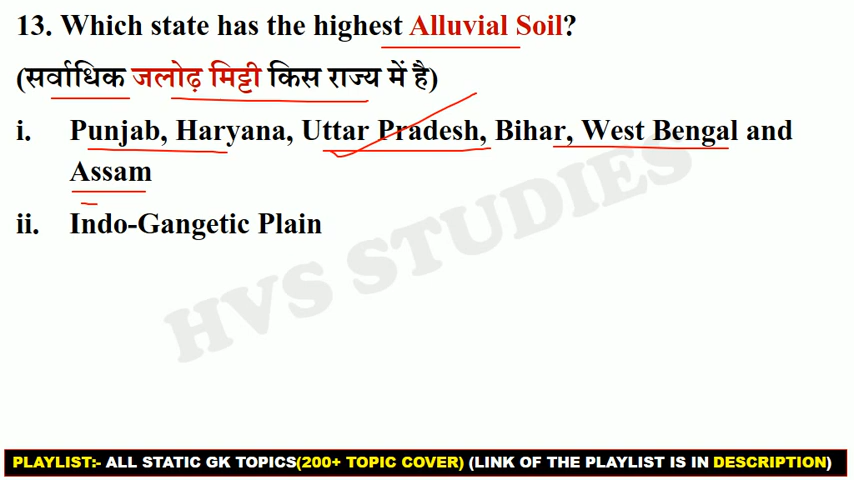 13. Which state has the highest Alluvial Soil?
(सर्वाधिक जलोढ़ मिट्टी किस राज्य में है)
i. Punjab, Haryana, Uttar Pradesh, Bihar, West Bengal and
Assam
ii. Indo-Gangetic Plain
HVS STUDIES
PLAYLIST:- ALL STATIC GK TOPICS(200+ TOPIC COVER) (LINK OF THE PLAYLIST IS IN DESCRIPTION)